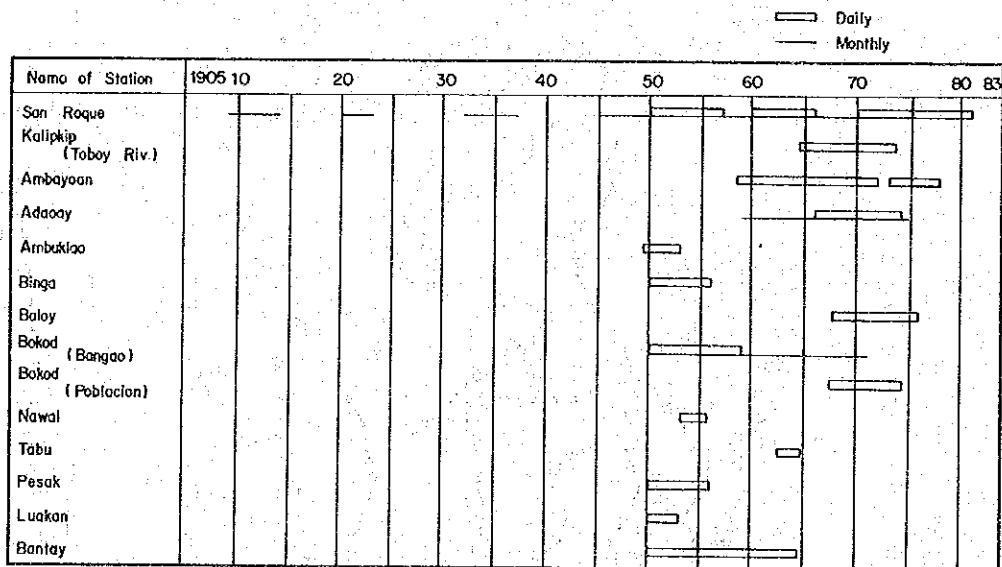 Daily
Monthly
Name of Station 1905 10 20 30 40 50 60 70 80 83
San Roque
Kalipkip
(Toboy Riv.)
Ambayoan
Adaoay
Ambuklao
Binga
Baloy
Bokod
(Bangao)
Bokod
(Poblacion)
Nawal
Tabu
Pesak
Luakan
Bantay